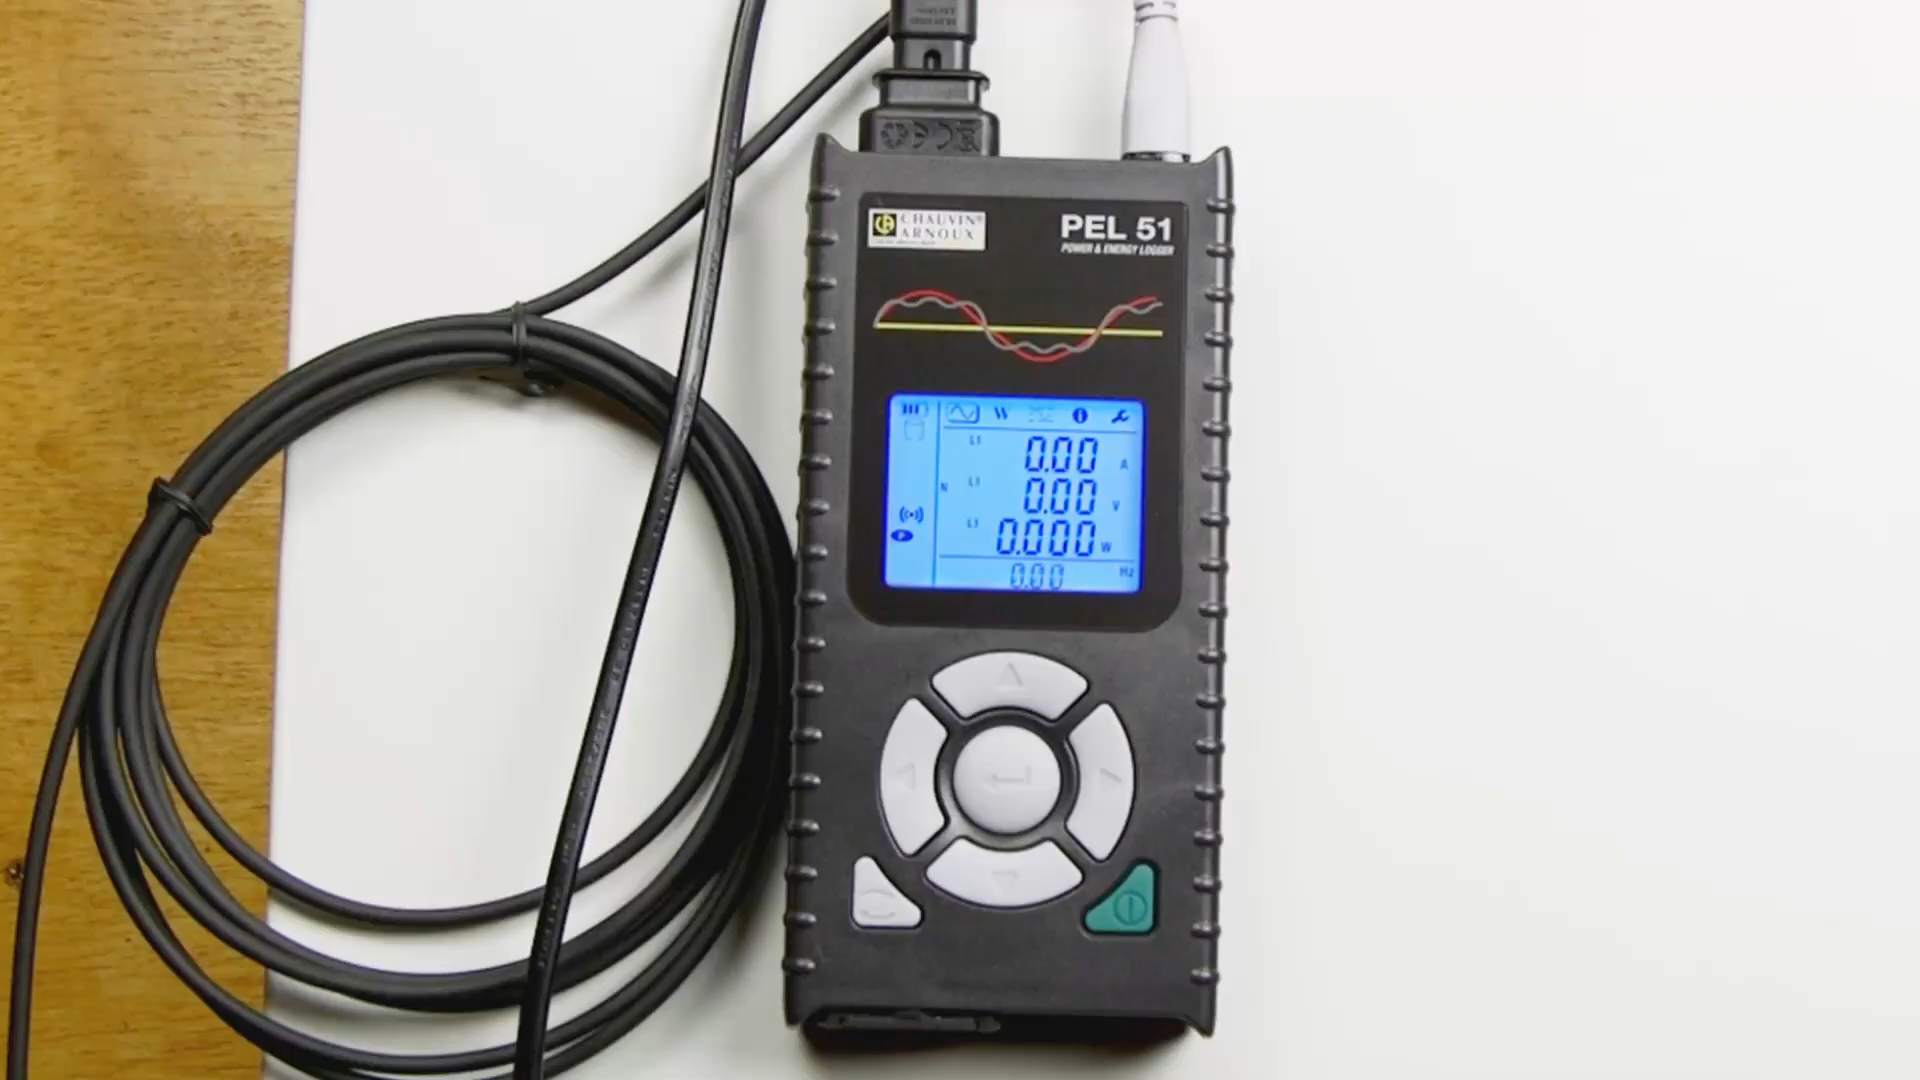 CHAUVIN®
ARNOUX
PEL 51
POWER & ENERGY LOGGER
W
L1 0.00 A
N L1 0.00 V
L1 0.000 W
P
0.00 Hz